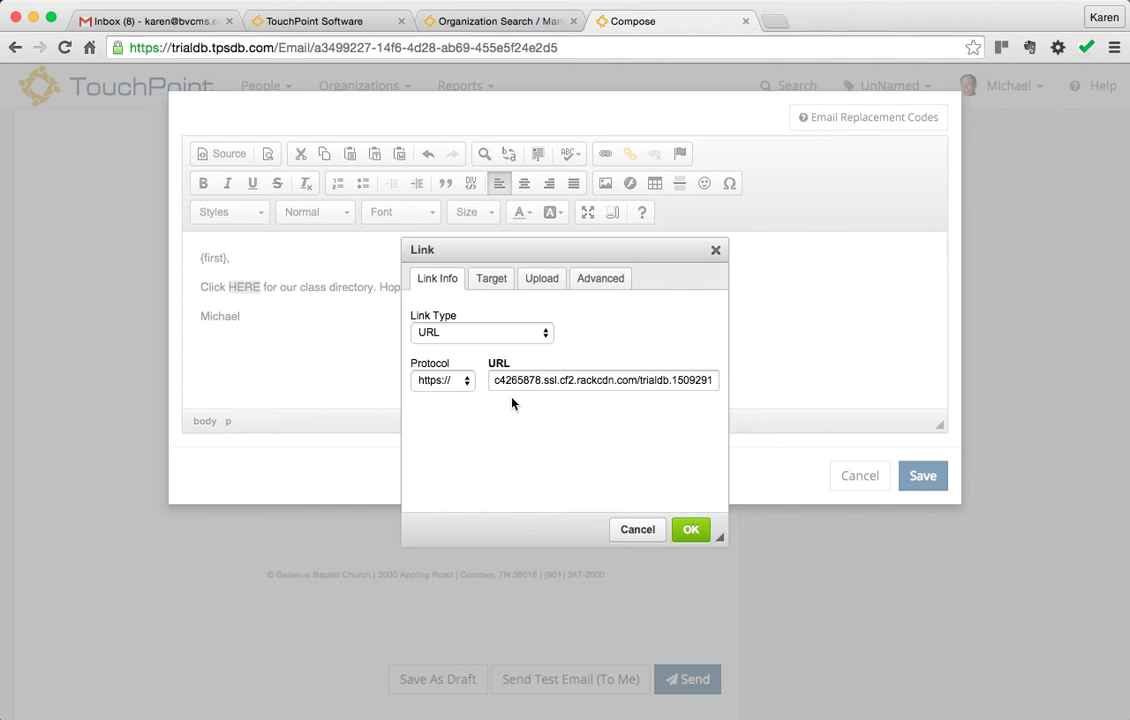 Inbox (8) - karen@bvcms.c
TouchPoint Software
Organization Search / Man
Compose
Karen
https://trialdb.tpsdb.com/Email/a3499227-14f6-4d28-ab69-455e5f24e2d5
TouchPoint
People
Organizations
Reports
Search
UnNamed
Michael
Help
Email Replacement Codes
Source
ABC
B I U S Ix
DIV
Styles
Normal
Font
Size
A
A
?
{first},
Click HERE for our class directory. Hop
Michael
body p
Link
Link Info
Target
Upload
Advanced
Link Type
URL
Protocol
URL
https://
c4265878.ssl.cf2.rackcdn.com/trialdb.1509291
Cancel
OK
Cancel
Save
© Bellevue Baptist Church | 2000 Appling Road | Cordova, TN 38016 | (901) 347-2000
Save As Draft
Send Test Email (To Me)
Send